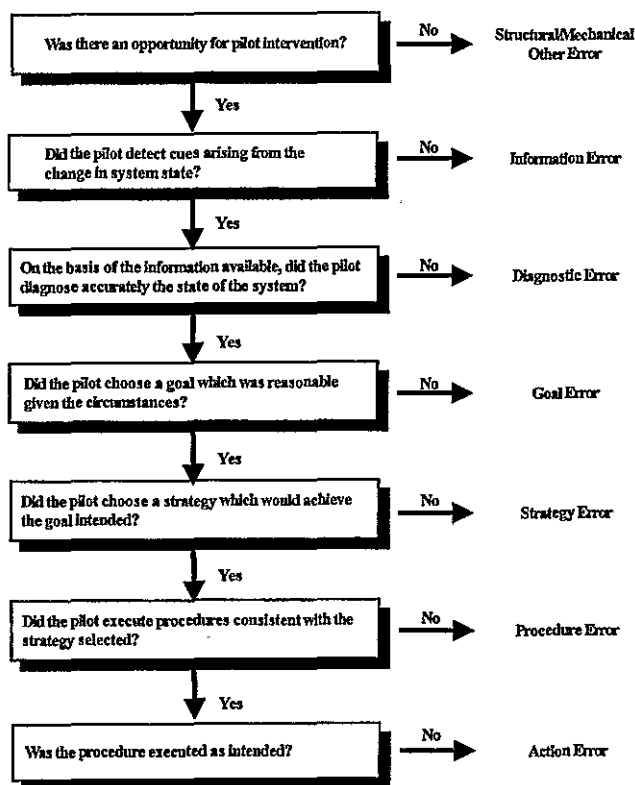 Was there an opportunity for pilot intervention?
No
Structural/Mechanical
Other Error
Yes
Did the pilot detect cues arising from the
change in system state?
No
Information Error
Yes
On the basis of the information available, did the pilot
diagnose accurately the state of the system?
No
Diagnostic Error
Yes
Did the pilot choose a goal which was reasonable
given the circumstances?
No
Goal Error
Yes
Did the pilot choose a strategy which would achieve
the goal intended?
No
Strategy Error
Yes
Did the pilot execute procedures consistent with the
strategy selected?
No
Procedure Error
Yes
Was the procedure executed as intended?
No
Action Error